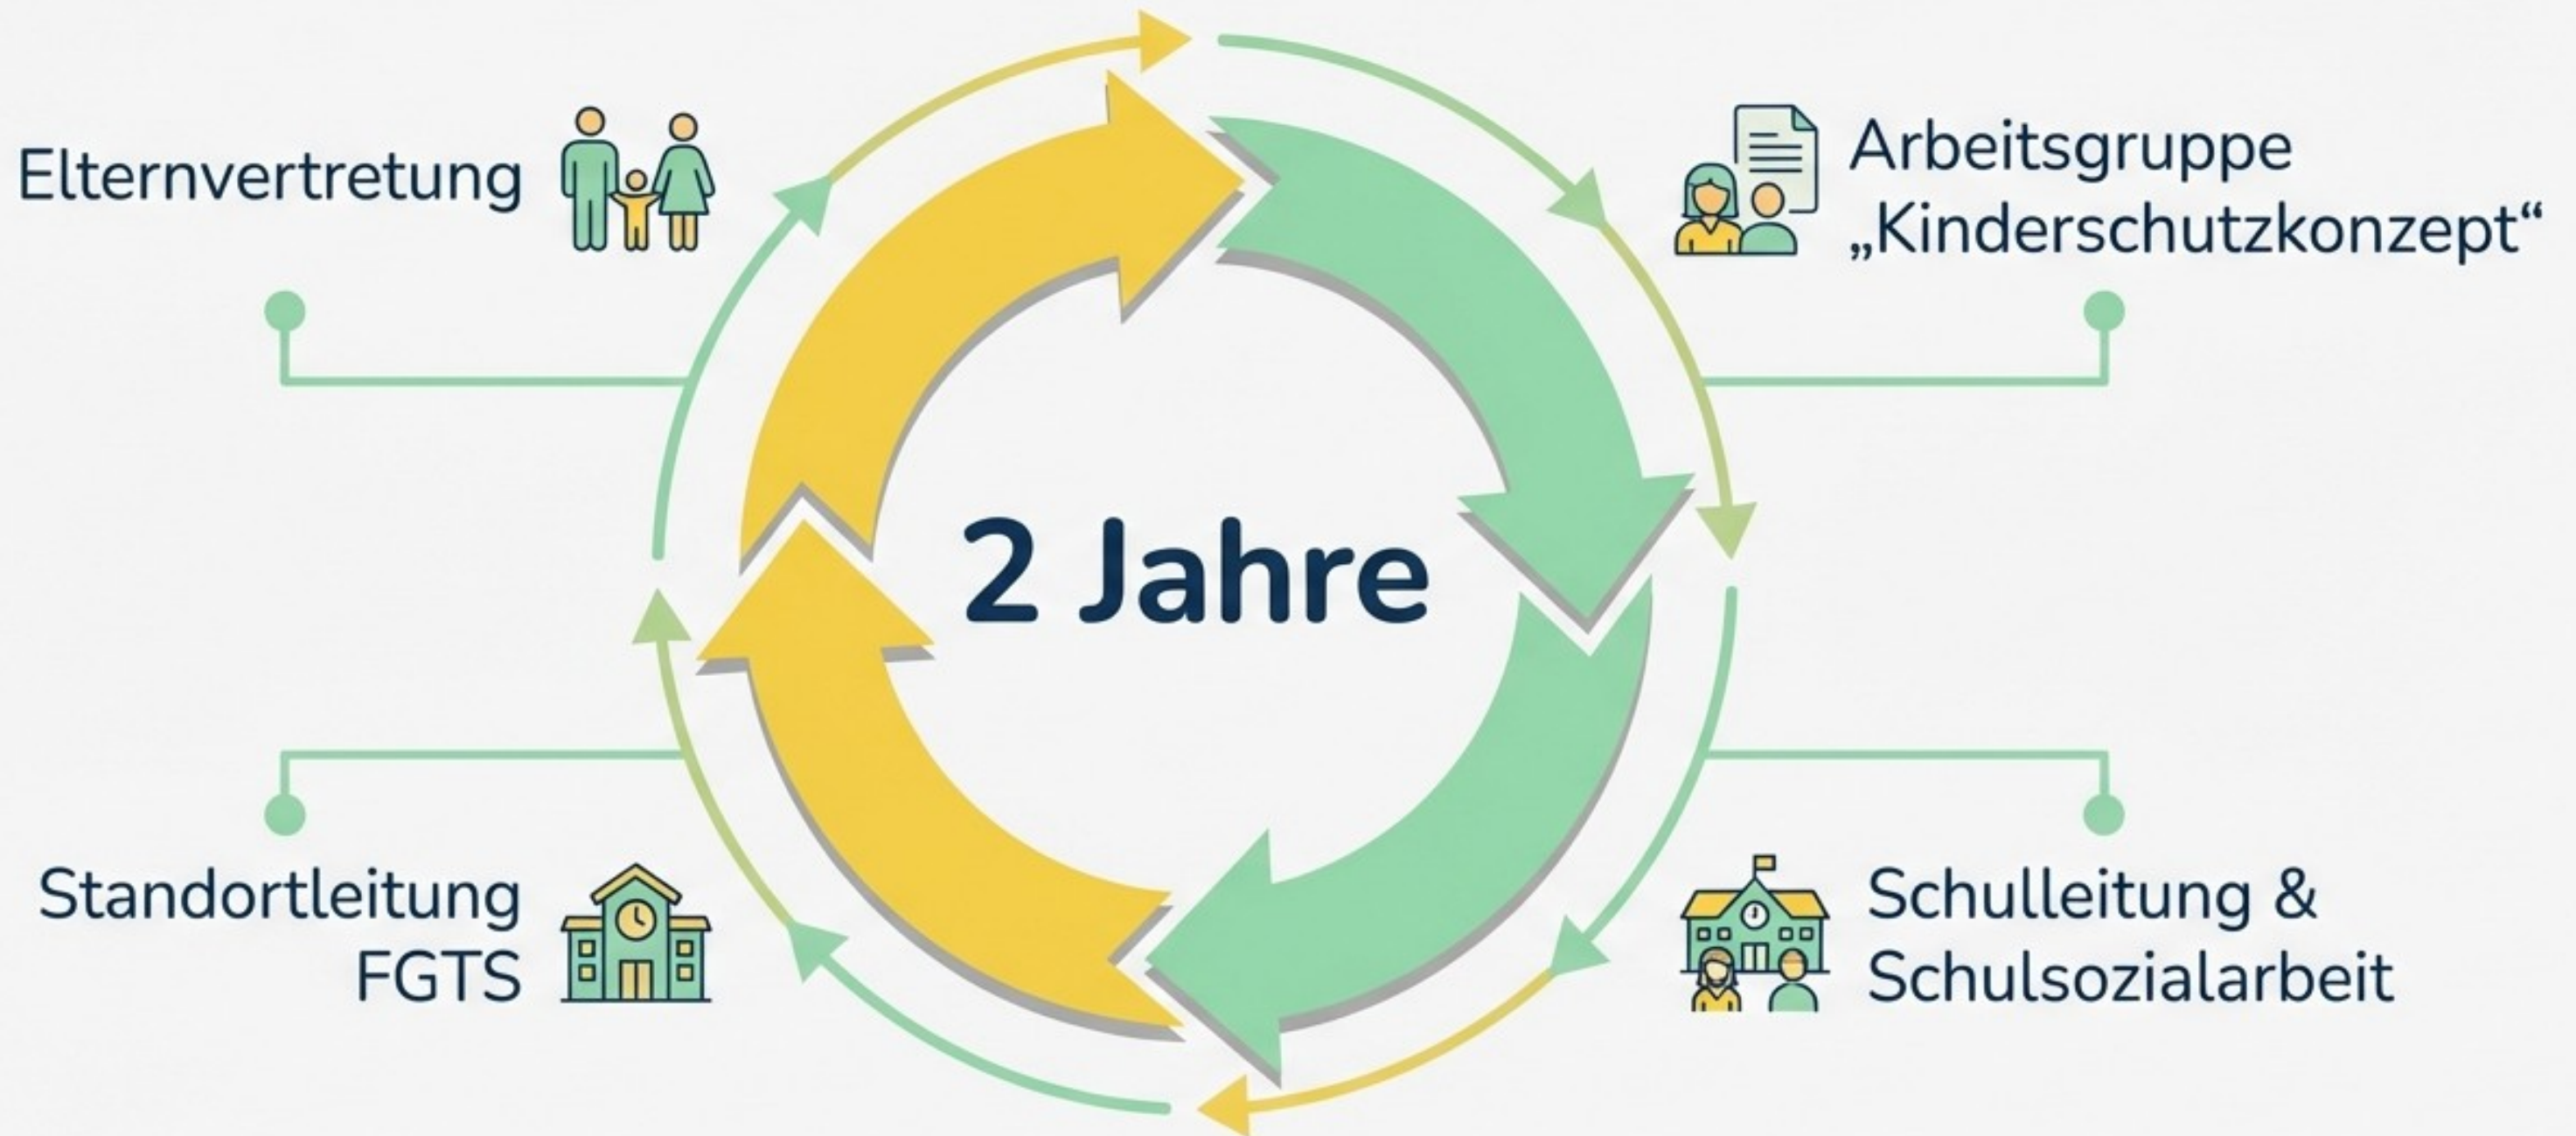 Elternvertretung
Arbeitsgruppe
„Kinderschutzkonzept“
2 Jahre
Standortleitung
FGTS
Schulleitung &
Schulsozialarbeit